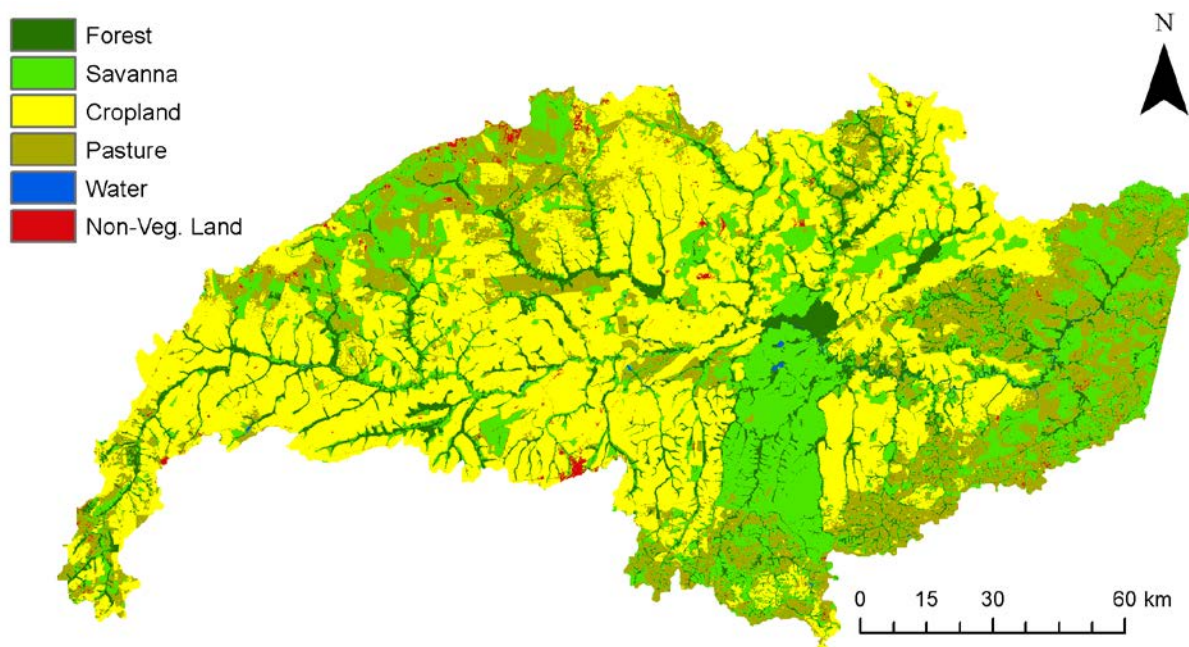 Forest
Savanna
Cropland
Pasture
Water
Non-Veg. Land
N
0 15 30 60 km